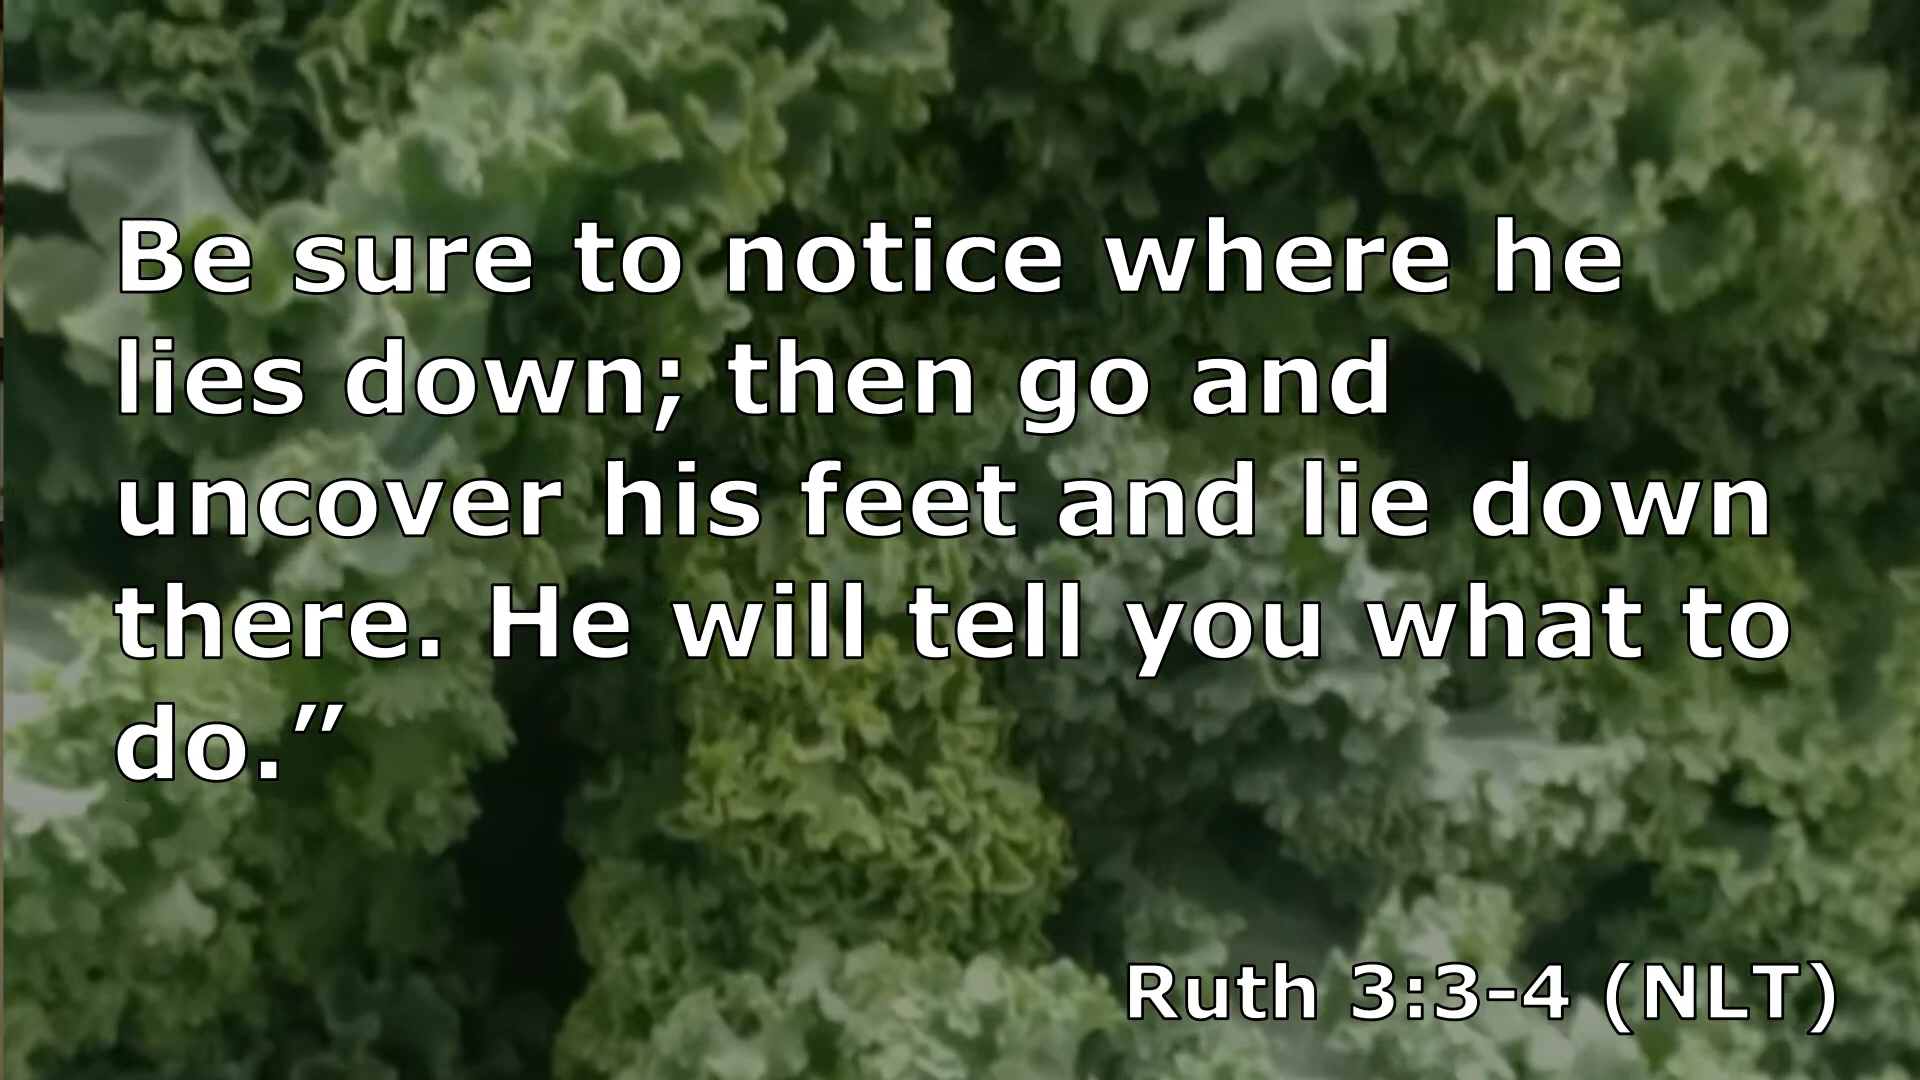 Be sure to notice where he
lies down; then go and
uncover his feet and lie down
there. He will tell you what to
do.”
Ruth 3:3-4 (NLT)